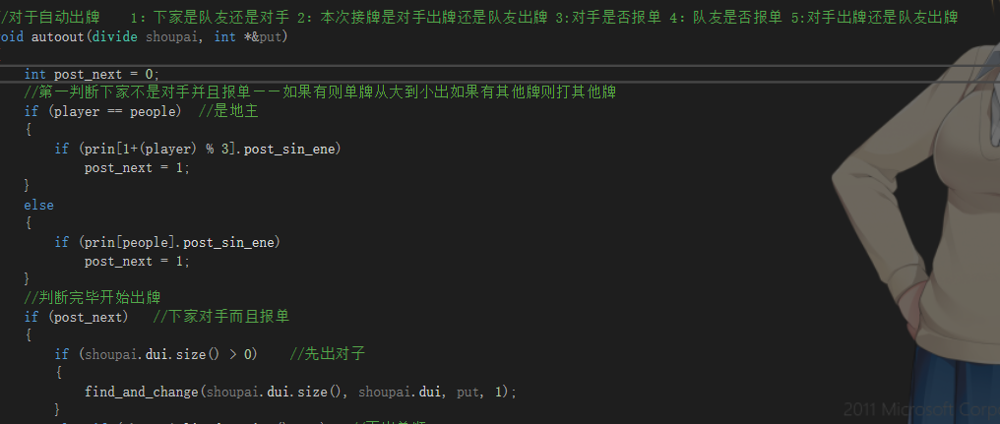 //对于自动出牌 1: 下家是队友还是对手 2: 本次接牌是对手出牌还是队友出牌 3:对手是否报单 4: 队友是否报单 5:对手出牌还是队友出牌
oid autoout(divide shoupai, int *&put)
int post_next = 0;
//第一判断下家不是对手并且报单－－如果有则单牌从大到小出如果有其他牌则打其他牌
if (player == people) //是地主
{
if (prin[1+(player) % 3].post_sin_ene)
post_next = 1;
}
else
{
if (prin[people].post_sin_ene)
post_next = 1;
}
//判断完毕开始出牌
if (post_next) //下家对手而且报单
{
if (shoupai.dui.size() > 0) //先出对子
{
find_and_change(shoupai.dui.size(), shoupai.dui, put, 1);
}
2011 Microsoft Corp